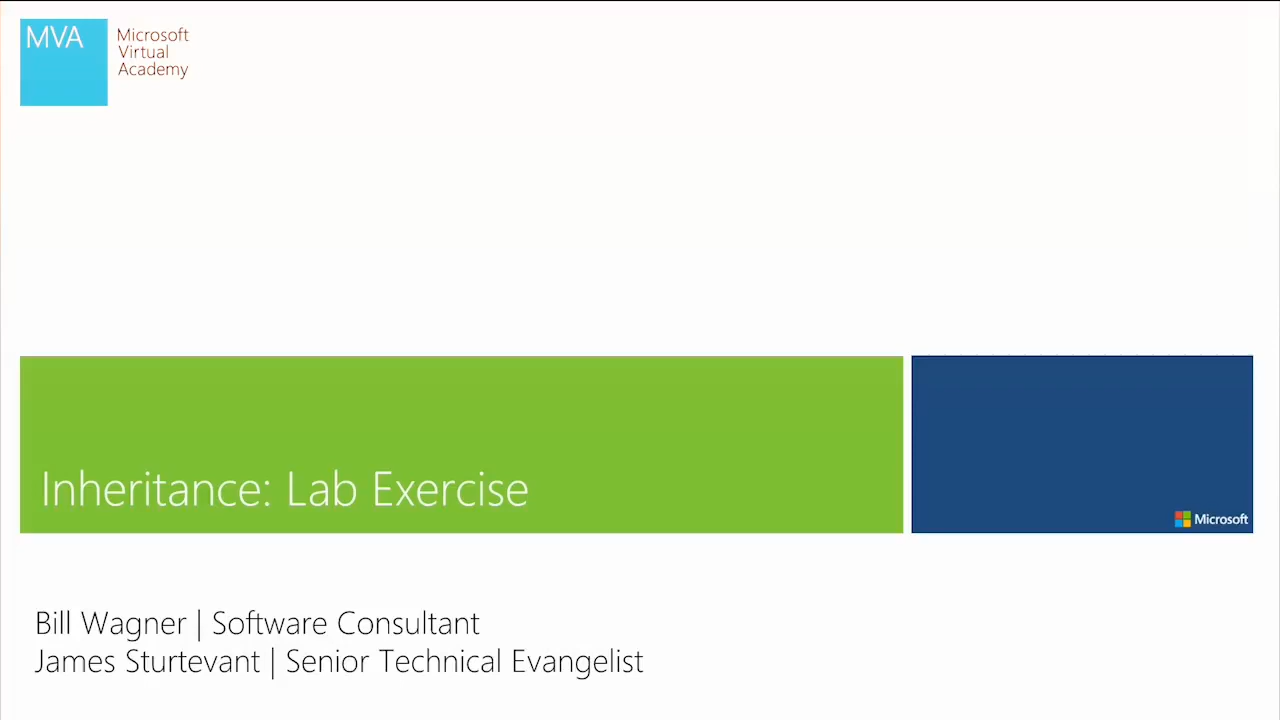 MVA
Microsoft
Virtual
Academy
Inheritance: Lab Exercise
Microsoft
Bill Wagner | Software Consultant
James Sturtevant | Senior Technical Evangelist